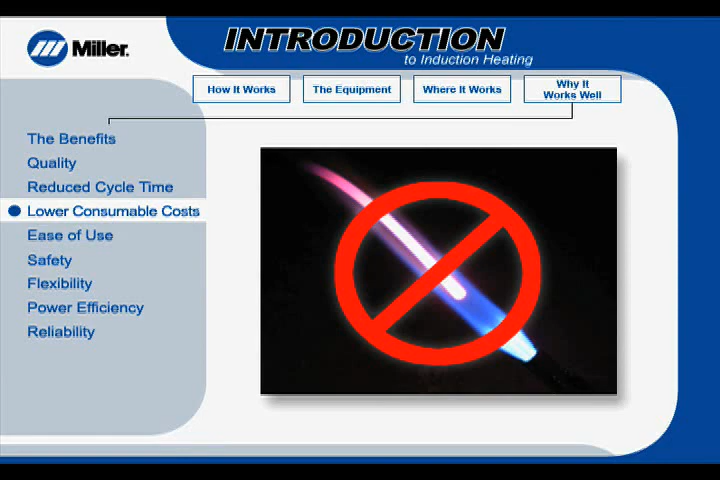 Miller.
INTRODUCTION
to Induction Heating
How It Works
The Equipment
Where It Works
Why It
Works Well
The Benefits
Quality
Reduced Cycle Time
Lower Consumable Costs
Ease of Use
Safety
Flexibility
Power Efficiency
Reliability